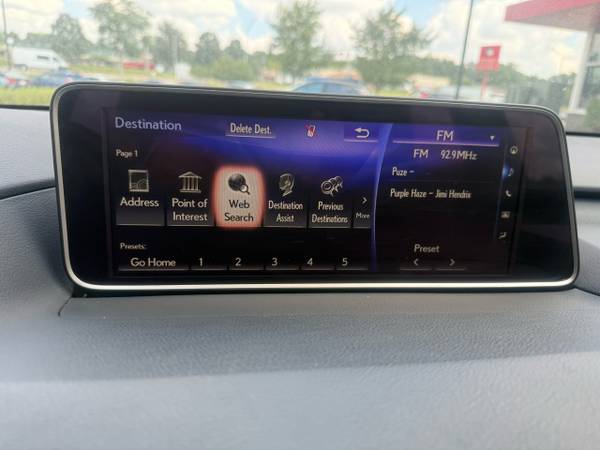 Destination
Delete Dest.
Page 1
Address
Point of
Interest
Web
Search
Destination
Assist
Previous
Destinations
More
Presets:
Go Home 1 2 3 4 5
FM
FM 92.9MHz
Puze -
Purple Haze - Jimi Hendrix
Preset